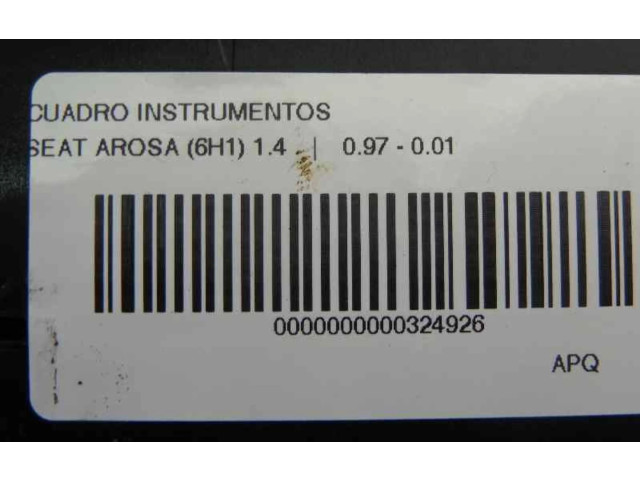 CUADRO INSTRUMENTOS
SEAT AROSA (6H1) 1.4 | 0.97 - 0.01
0000000000324926
APQ